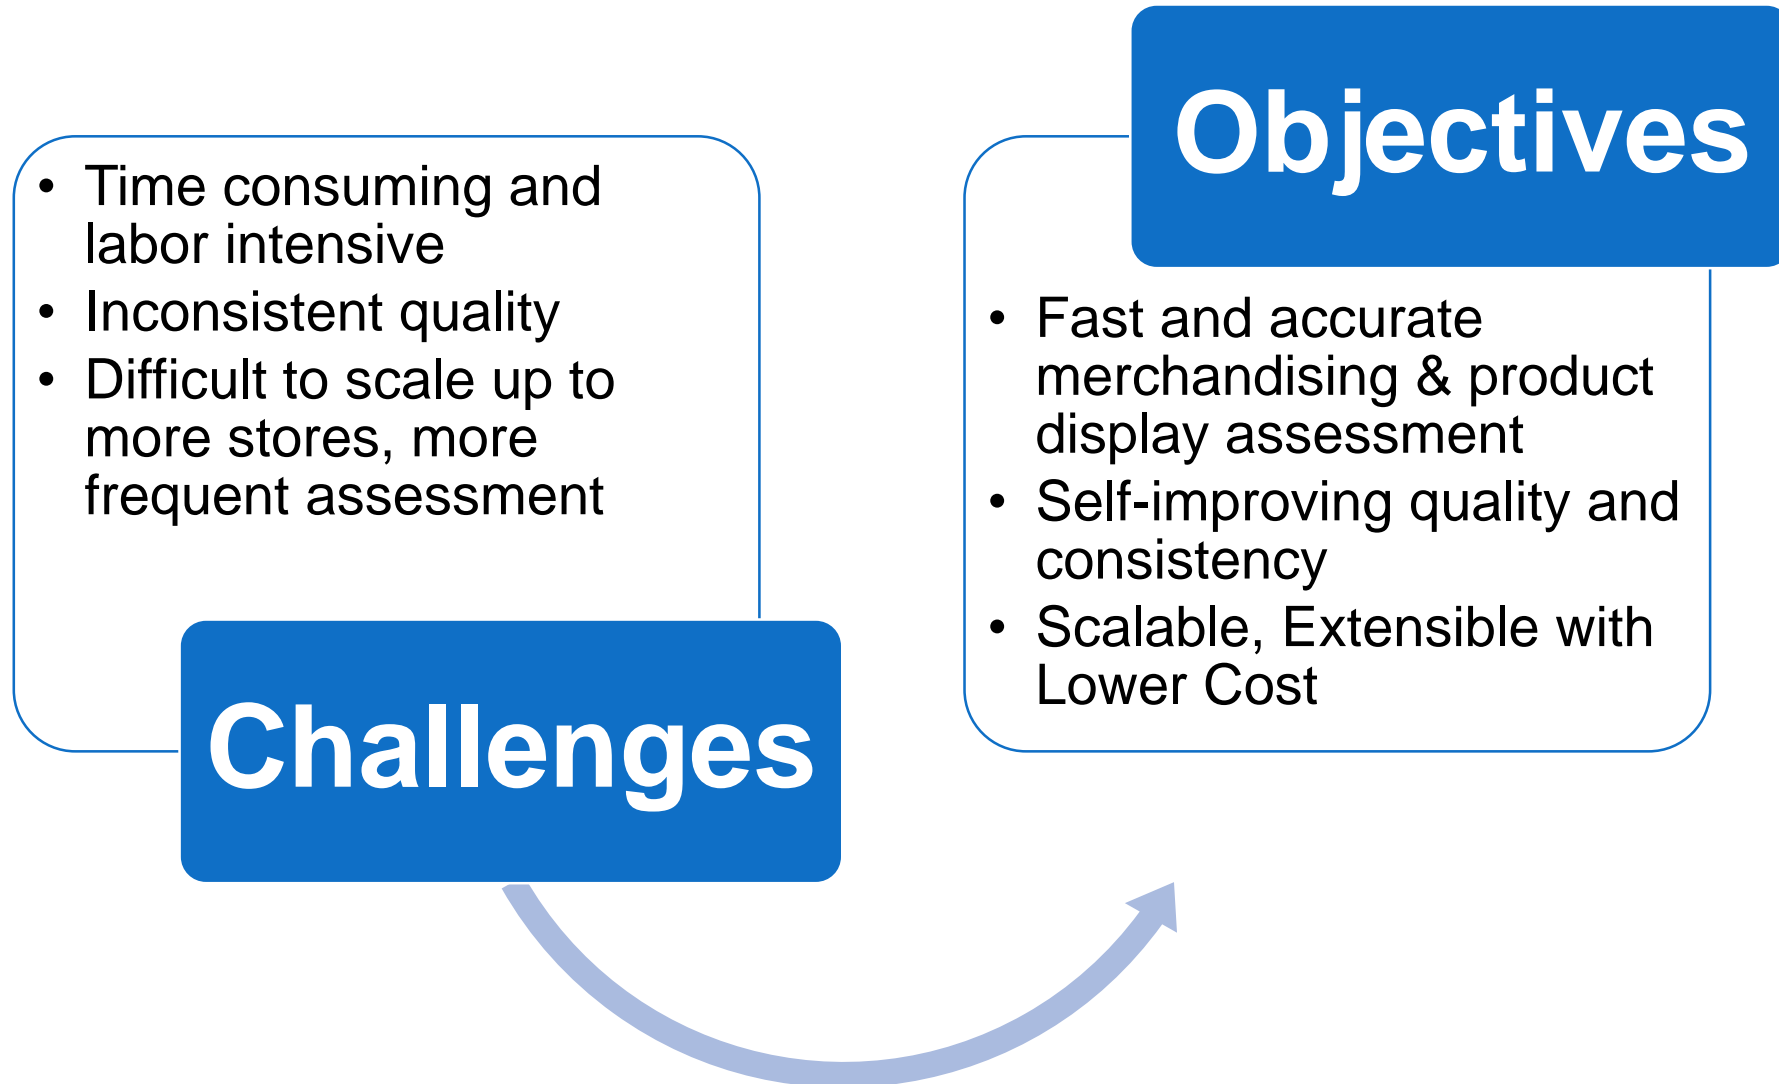 • Time consuming and
labor intensive
• Inconsistent quality
• Difficult to scale up to
more stores, more
frequent assessment
Challenges
Objectives
• Fast and accurate
merchandising & product
display assessment
• Self-improving quality and
consistency
• Scalable, Extensible with
Lower Cost